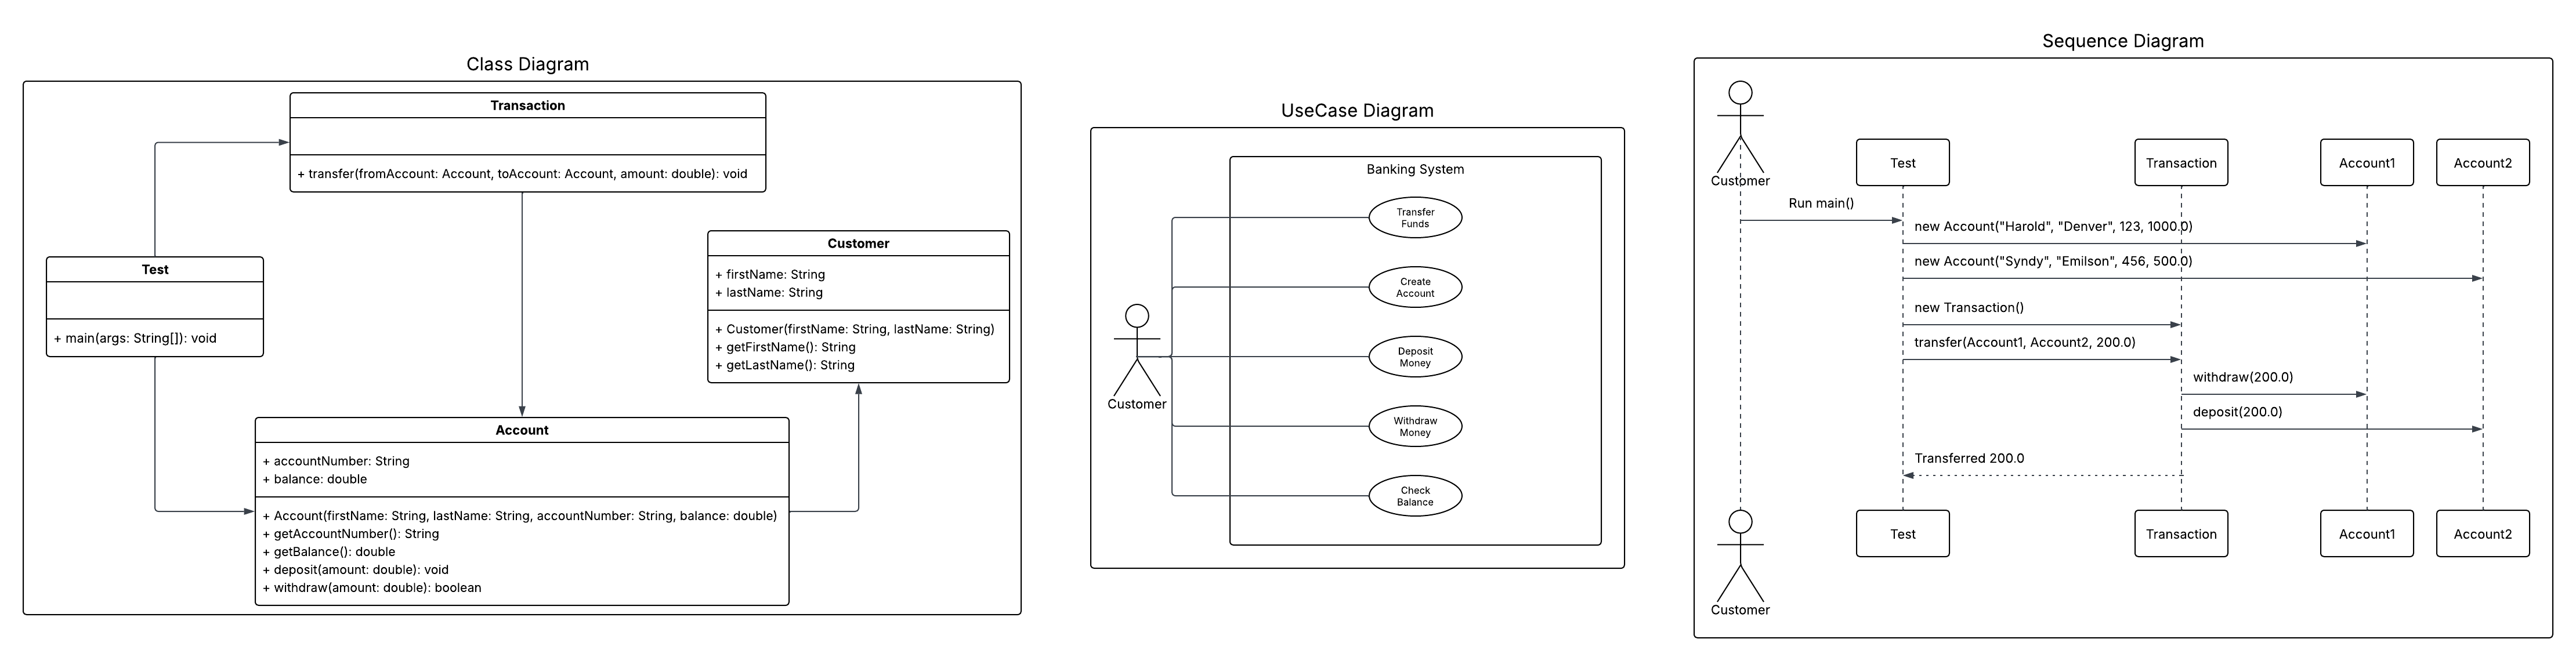 Class Diagram
Transaction
+ transfer(fromAccount: Account, toAccount: Account, amount: double): void
Test
+ main(args: String[]): void
Customer
+ firstName: String
+ lastName: String
+ Customer(firstName: String, lastName: String)
+ getFirstName(): String
+ getLastName(): String
Account
+ accountNumber: String
+ balance: double
+ Account(firstName: String, lastName: String, accountNumber: String, balance: double)
+ getAccountNumber(): String
+ getBalance(): double
+ deposit(amount: double): void
+ withdraw(amount: double): boolean
UseCase Diagram
Banking System
Transfer
Funds
Create
Account
Deposit
Money
Withdraw
Money
Check
Balance
Customer
Sequence Diagram
Customer
Test
Transaction
Account1
Account2
Run main()
new Account("Harold", "Denver", 123, 1000.0)
new Account("Syndy", "Emilson", 456, 500.0)
new Transaction()
transfer(Account1, Account2, 200.0)
withdraw(200.0)
deposit(200.0)
Transferred 200.0
Test
Transaction
Account1
Account2
Customer